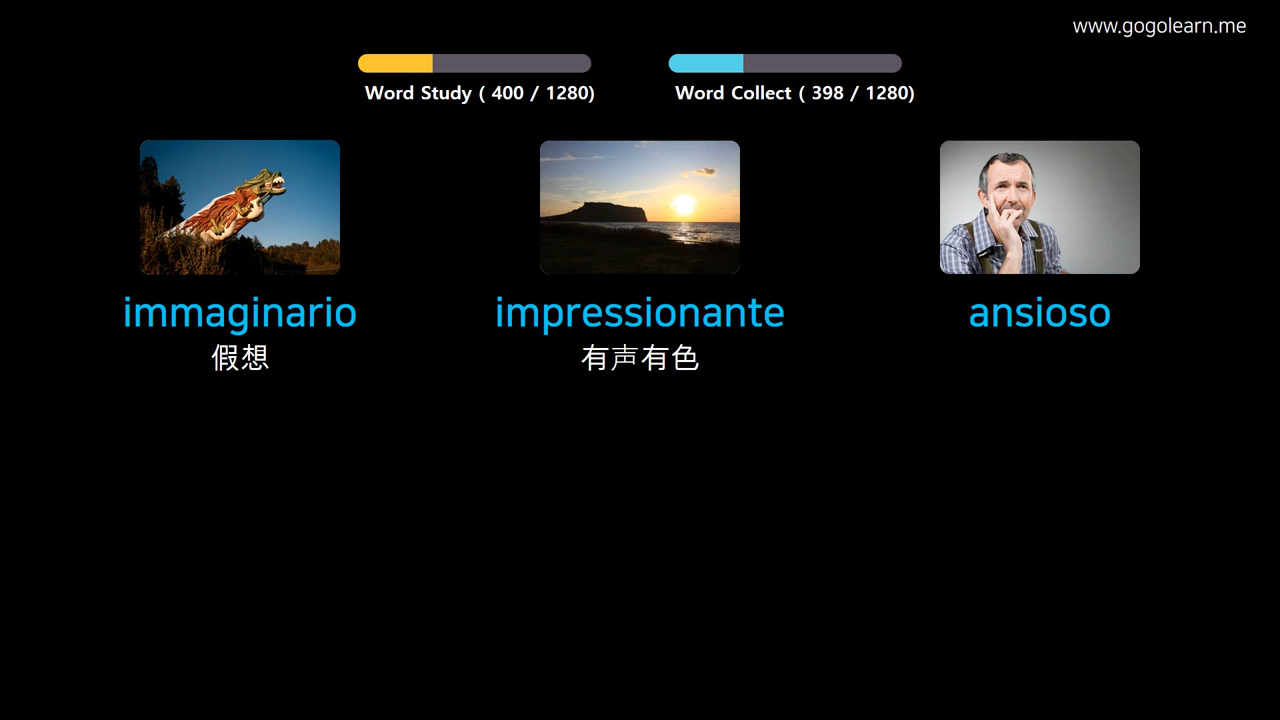 www.gogolearn.me
Word Study ( 400 / 1280)
Word Collect ( 398 / 1280)
immaginario
假想
impressionante
有声有色
ansioso